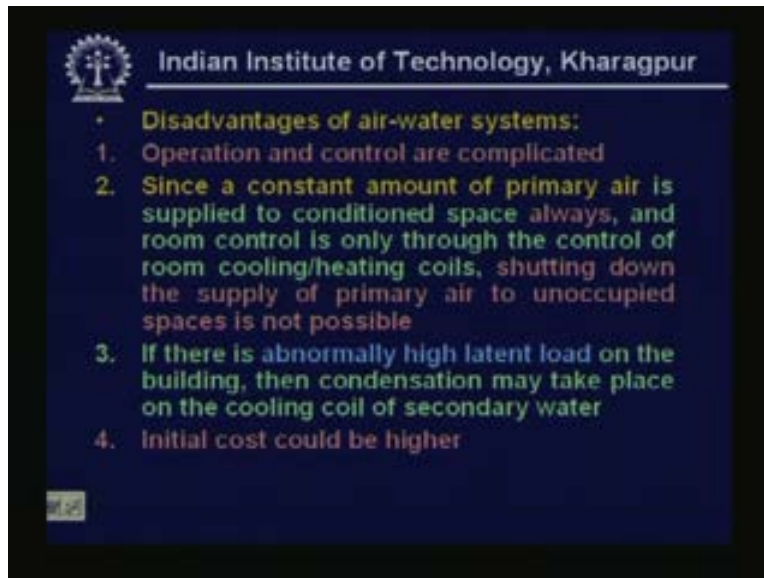 Indian Institute of Technology, Kharagpur
• Disadvantages of air-water systems:
1. Operation and control are complicated
2. Since a constant amount of primary air is
supplied to conditioned space always, and
room control is only through the control of
room cooling/heating coils, shutting down
the supply of primary air to unoccupied
spaces is not possible
3. If there is abnormally high latent load on the
building, then condensation may take place
on the cooling coil of secondary water
4. Initial cost could be higher